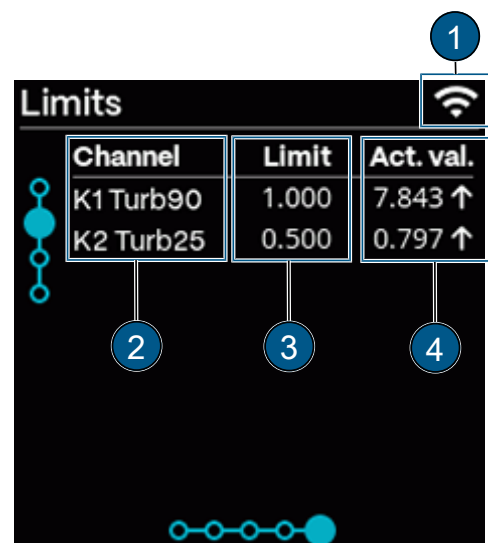 1
Limits
Channel Limit Act. val.
K1 Turb90 1.000 7.843 ↑
K2 Turb25 0.500 0.797 ↑
2 3 4